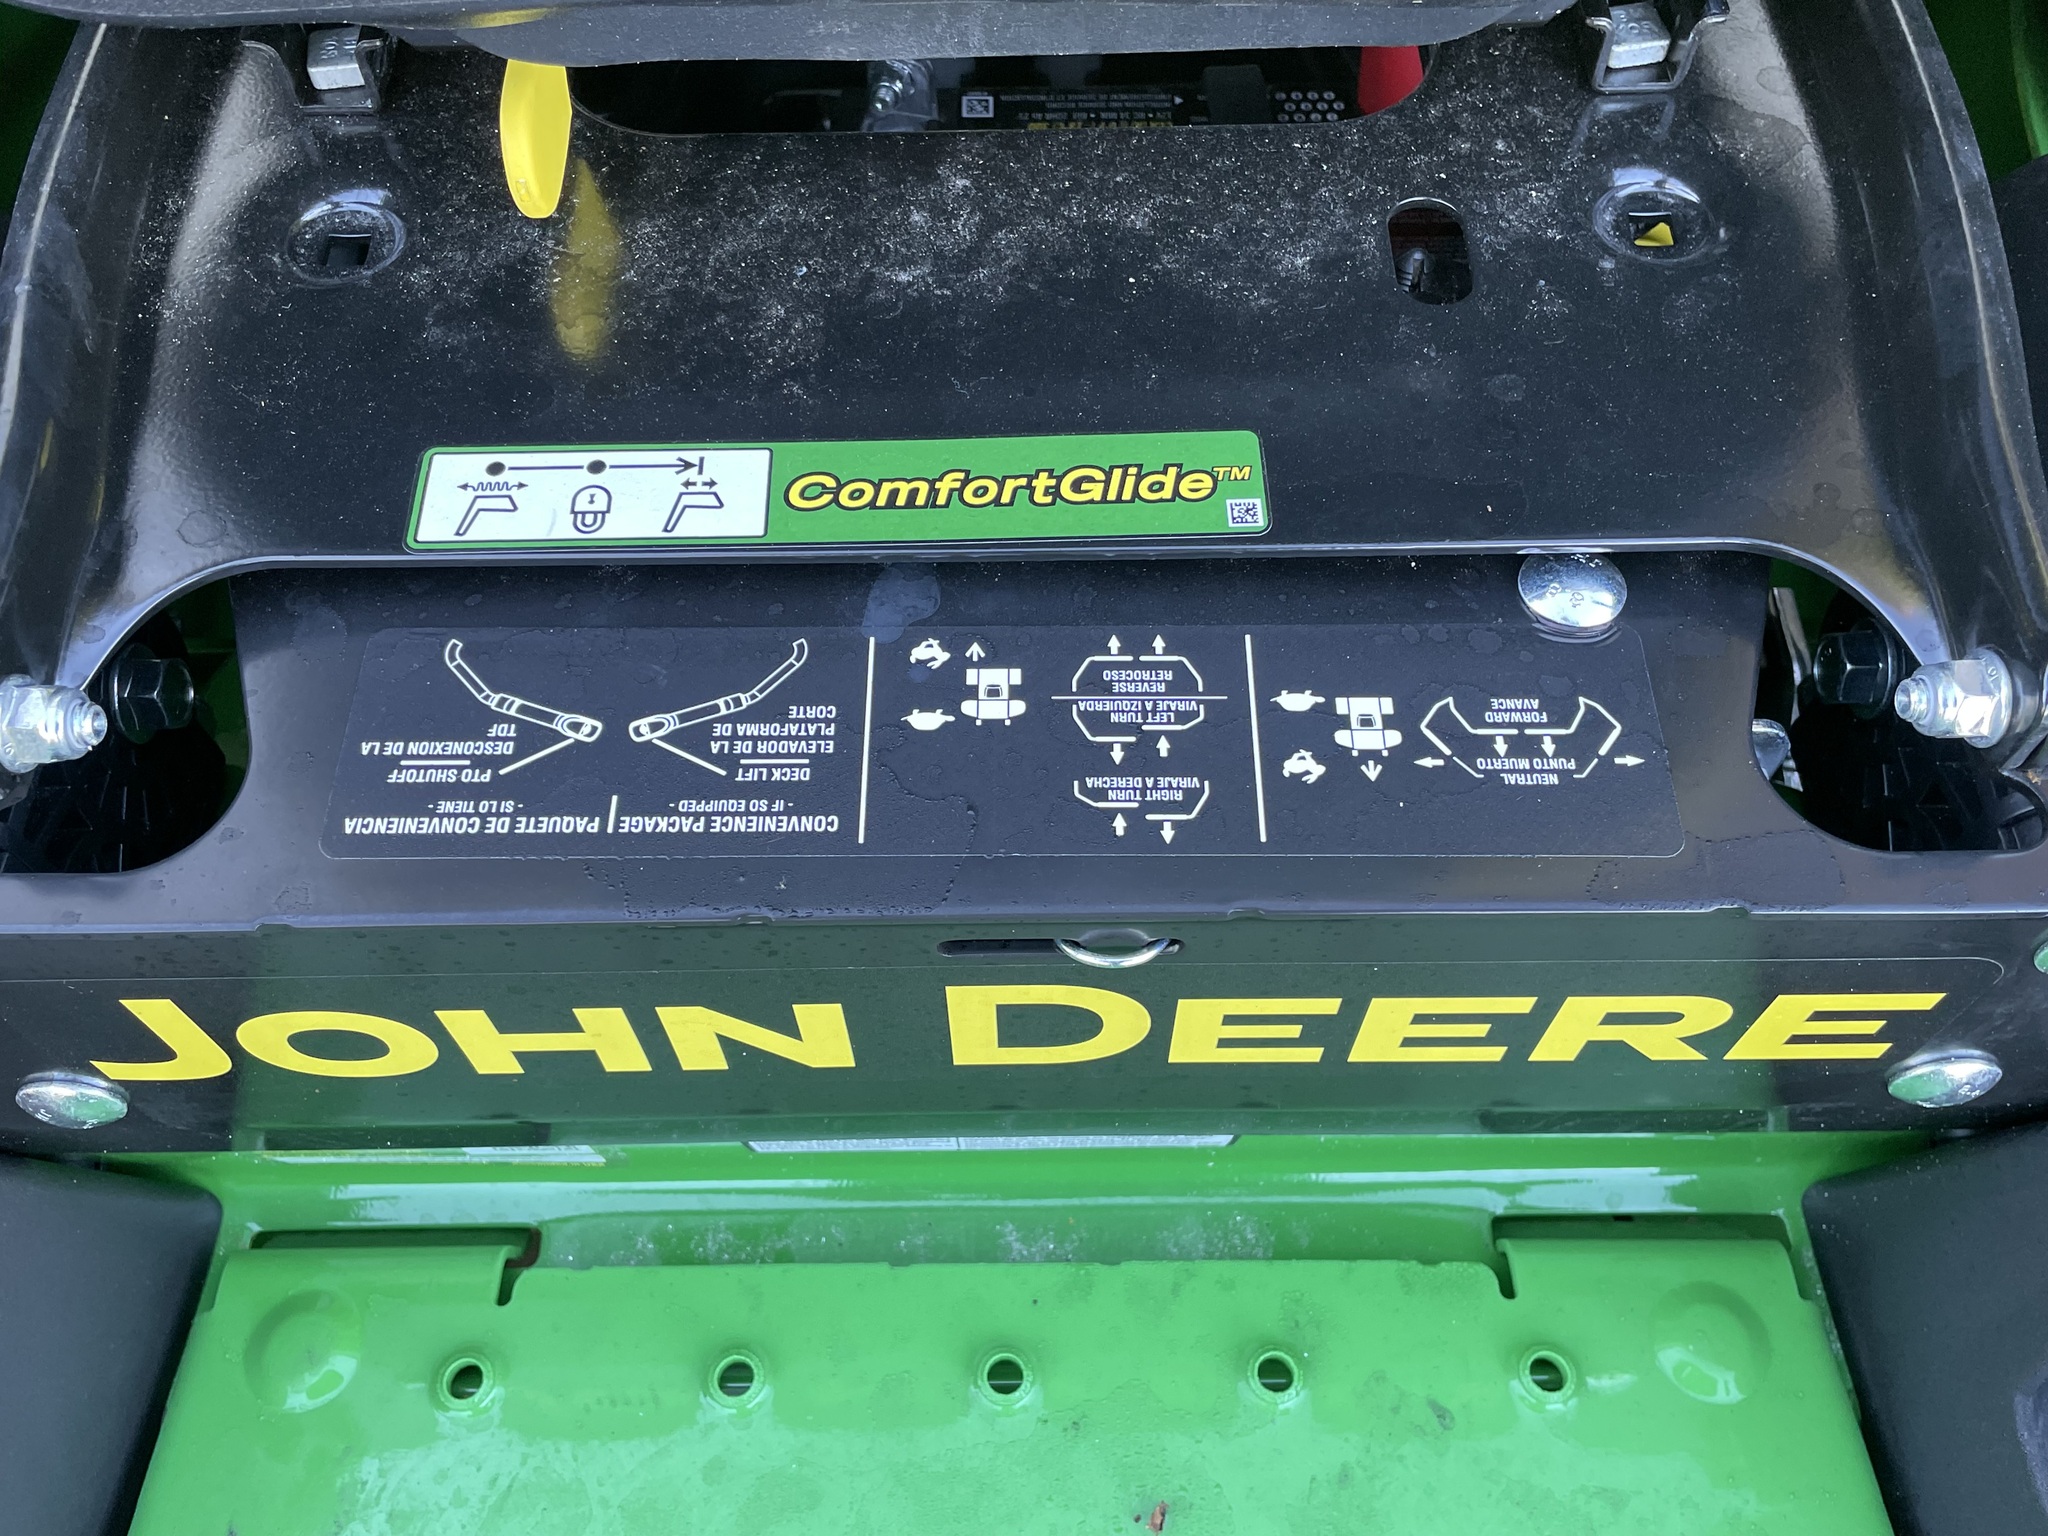 ComfortGlide™
NEUTRAL
PUNTO MUERTO
FORWARD
AVANCE
RIGHT TURN
VIRAJE A DERECHA
LEFT TURN
VIRAJE A IZQUIERDA
REVERSE
RETROCESO
CONVENIENCE PACKAGE | PAQUETE DE CONVENIENCIA
- IF SO EQUIPPED - - SI LO TIENE -
DECK LIFT
ELEVADOR DE LA
PLATAFORMA DE
CORTE
PTO SHUTOFF
DESCONEXION DE LA
TDF
JOHN DEERE